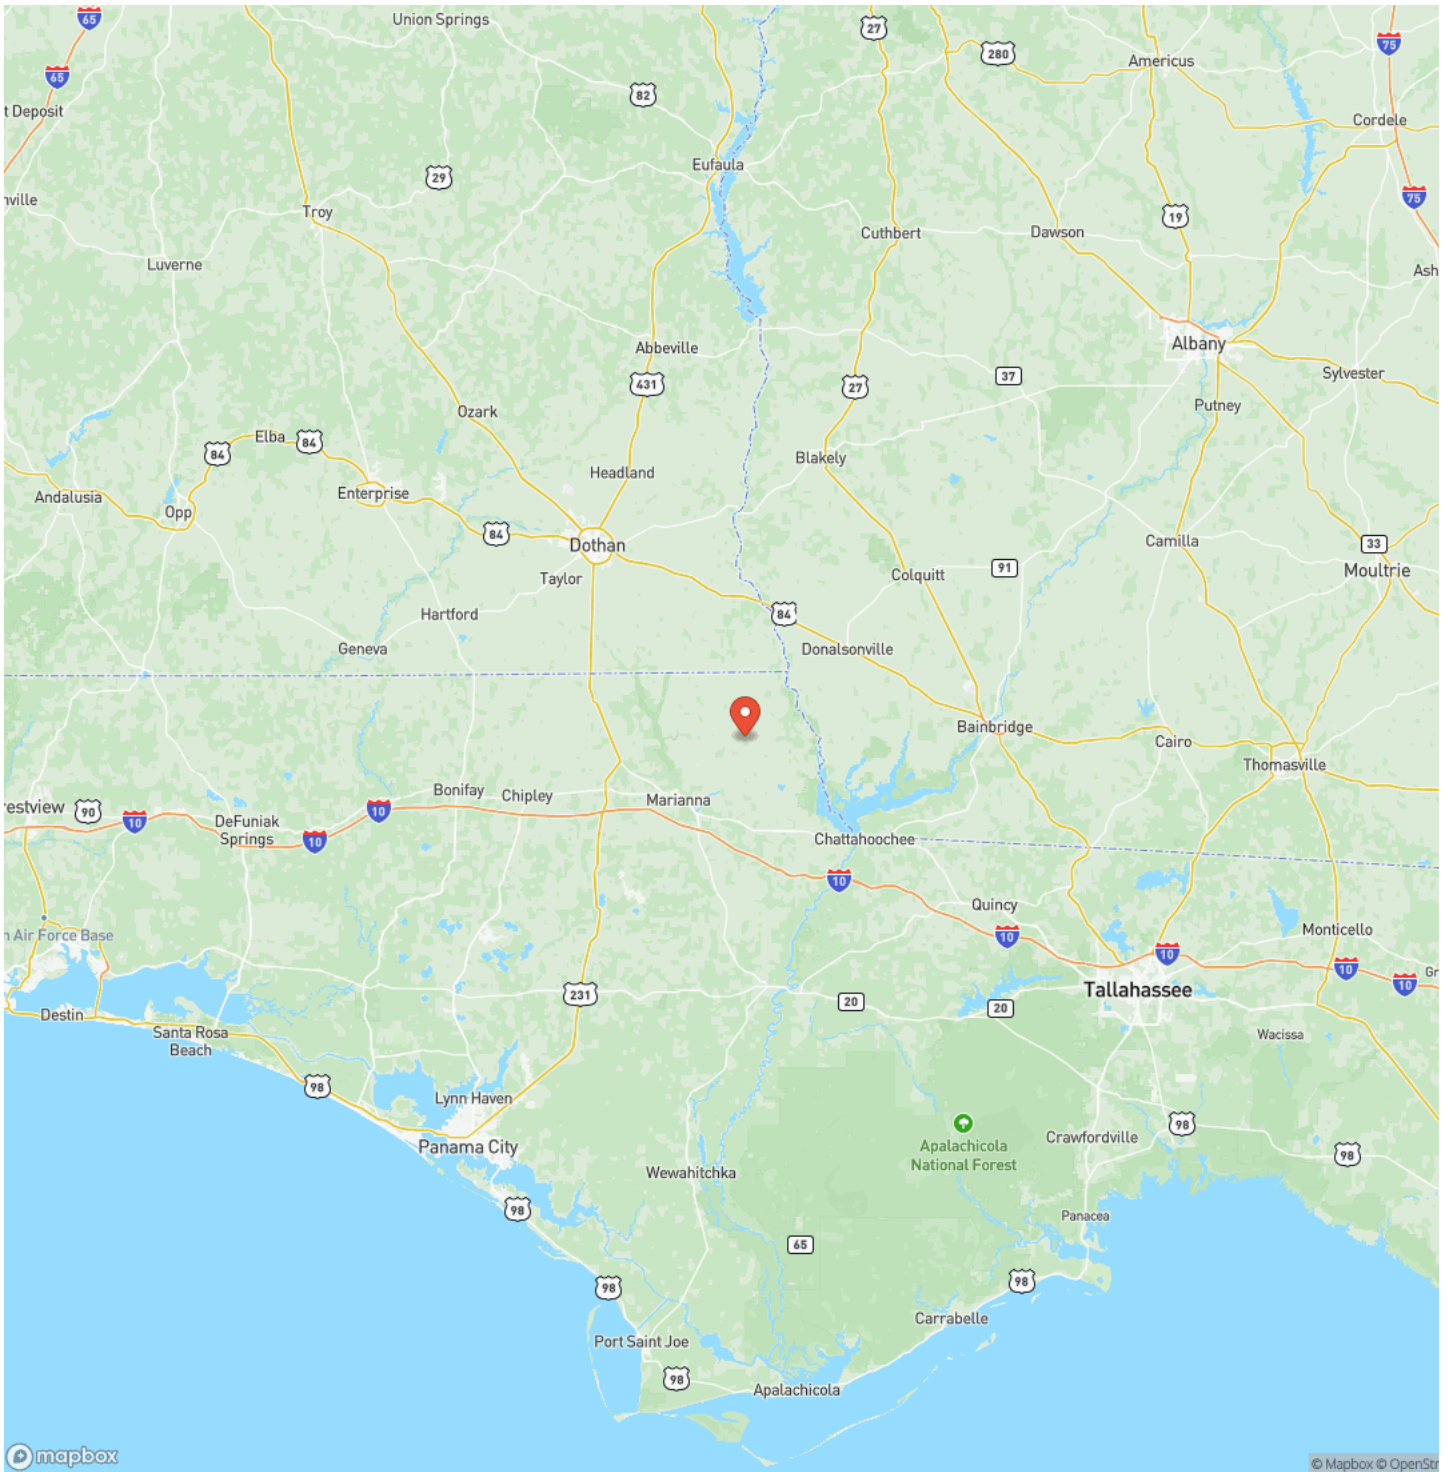 65
Union Springs
27
280
Americus
75
65
82
t Deposit
Cordele
Eufaula
29
75
nville
Troy
19
Cuthbert
Dawson
Luverne
Ash
Albany
Abbeville
Sylvester
37
431
27
Ozark
Putney
Elba
84
84
Blakely
Headland
Andalusia
Enterprise
Opp
84
Dothan
Camilla
33
Taylor
Colquitt
91
Moultrie
Hartford
84
Geneva
Donalsonville
Bainbridge
Cairo
Thomasville
Bonifay
Chipley
Marianna
restview
90
10
10
DeFuniak
Springs
10
Chattahoochee
10
Quincy
10
Monticello
n Air Force Base
10
10
10
Gr
231
20
20
Tallahassee
Destin
Santa Rosa
Beach
Wacissa
98
Lynn Haven
Panama City
98
Apalachicola
National Forest
Crawfordville
98
Wewahitchka
98
Panacea
65
98
98
Carrabelle
Port Saint Joe
98
Apalachicola
mapbox
© Mapbox © OpenStr